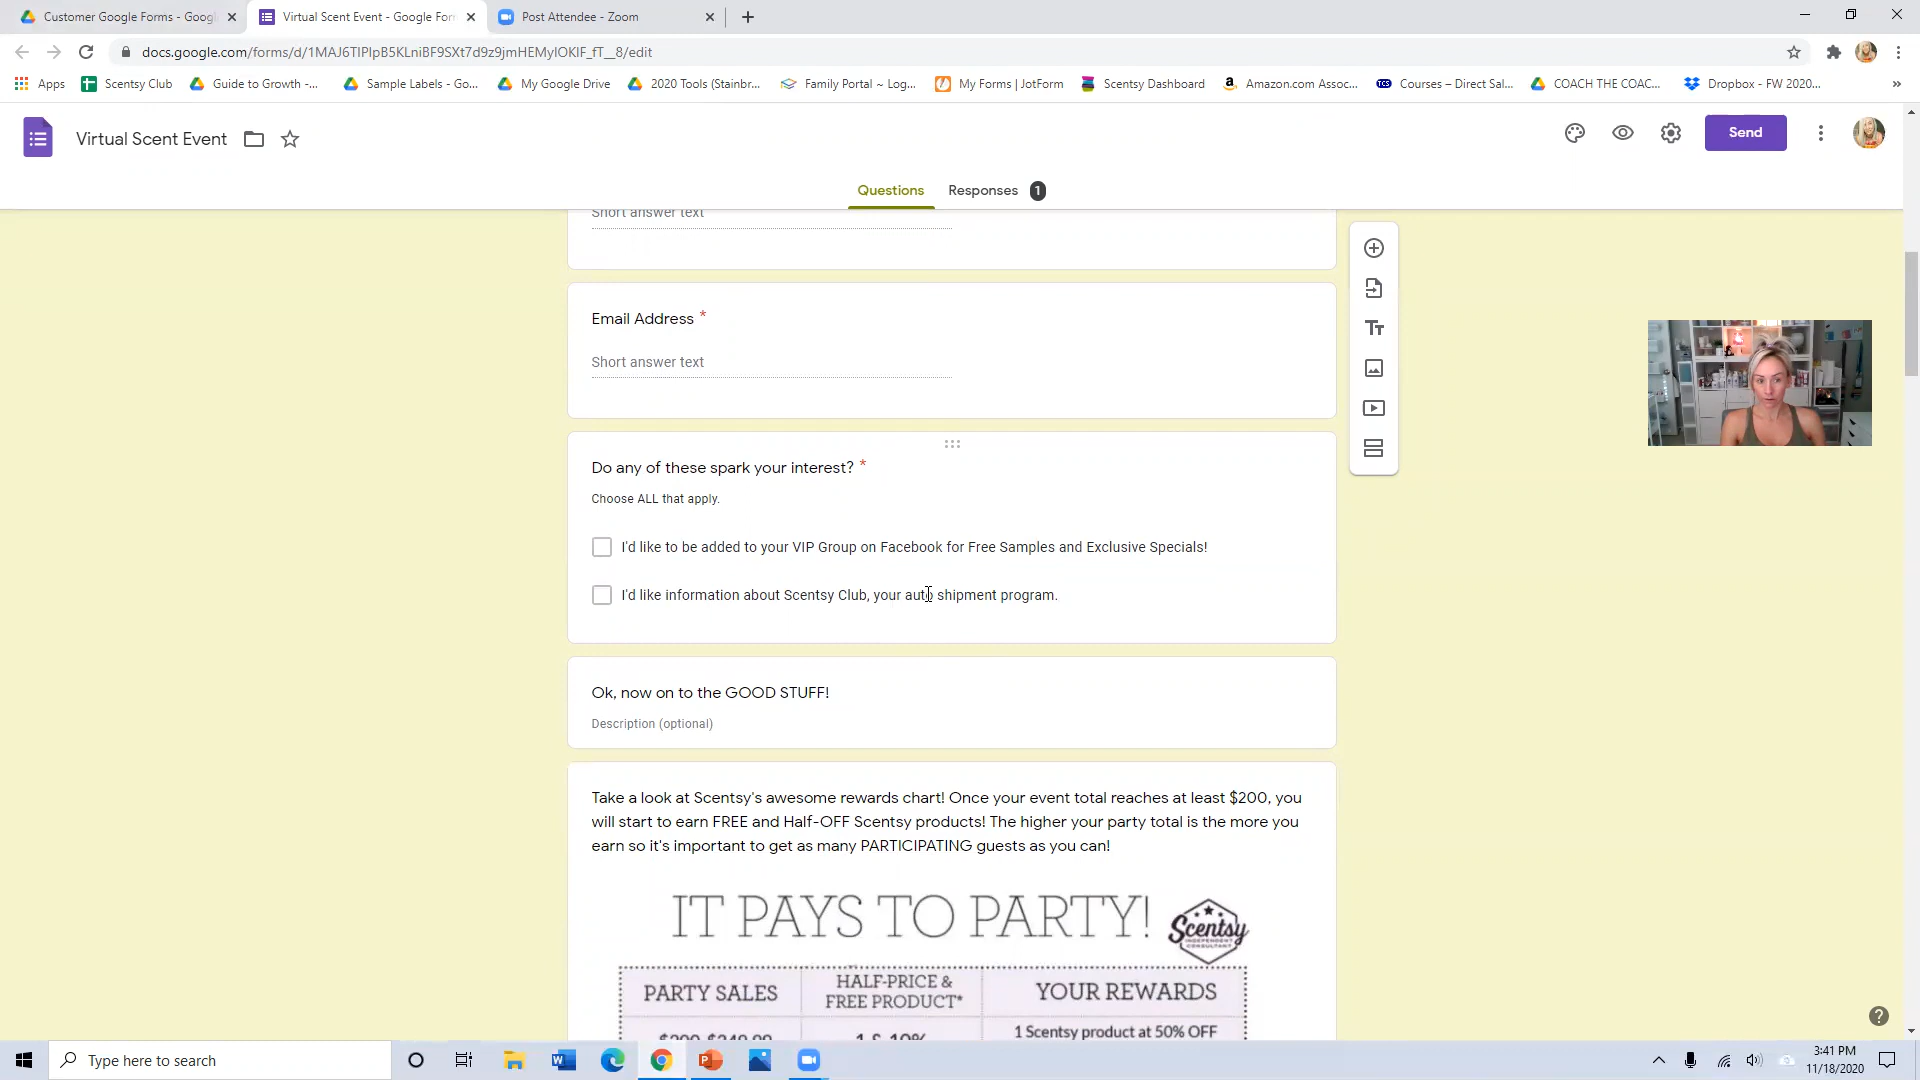 Customer Google Forms - Googl
Virtual Scent Event - Google For
Post Attendee - Zoom
docs.google.com/forms/d/1MAJ6TIPIpB5KLniBF9SXt7d9z9jmHEMyIOKIF_fT__8/edit
Apps
Scentsy Club
Guide to Growth -...
Sample Labels - Go...
My Google Drive
2020 Tools (Stainbr...
Family Portal ~ Log...
My Forms | JotForm
Scentsy Dashboard
Amazon.com Assoc...
Courses – Direct Sal...
COACH THE COAC...
Dropbox - FW 2020...
Virtual Scent Event
Send
Questions
Responses 1
Short answer text
Email Address *
Short answer text
Do any of these spark your interest? *
Choose ALL that apply.
I'd like to be added to your VIP Group on Facebook for Free Samples and Exclusive Specials!
I'd like information about Scentsy Club, your auto shipment program.
Ok, now on to the GOOD STUFF!
Description (optional)
Take a look at Scentsy's awesome rewards chart! Once your event total reaches at least $200, you
will start to earn FREE and Half-OFF Scentsy products! The higher your party total is the more you
earn so it's important to get as many PARTICIPATING guests as you can!
IT PAYS TO PARTY!
Scentsy
INDEPENDENT
CONSULTANT
PARTY SALES
HALF-PRICE &
FREE PRODUCT*
YOUR REWARDS
1 Scentsy product at 50% OFF
Type here to search
3:41 PM
11/18/2020